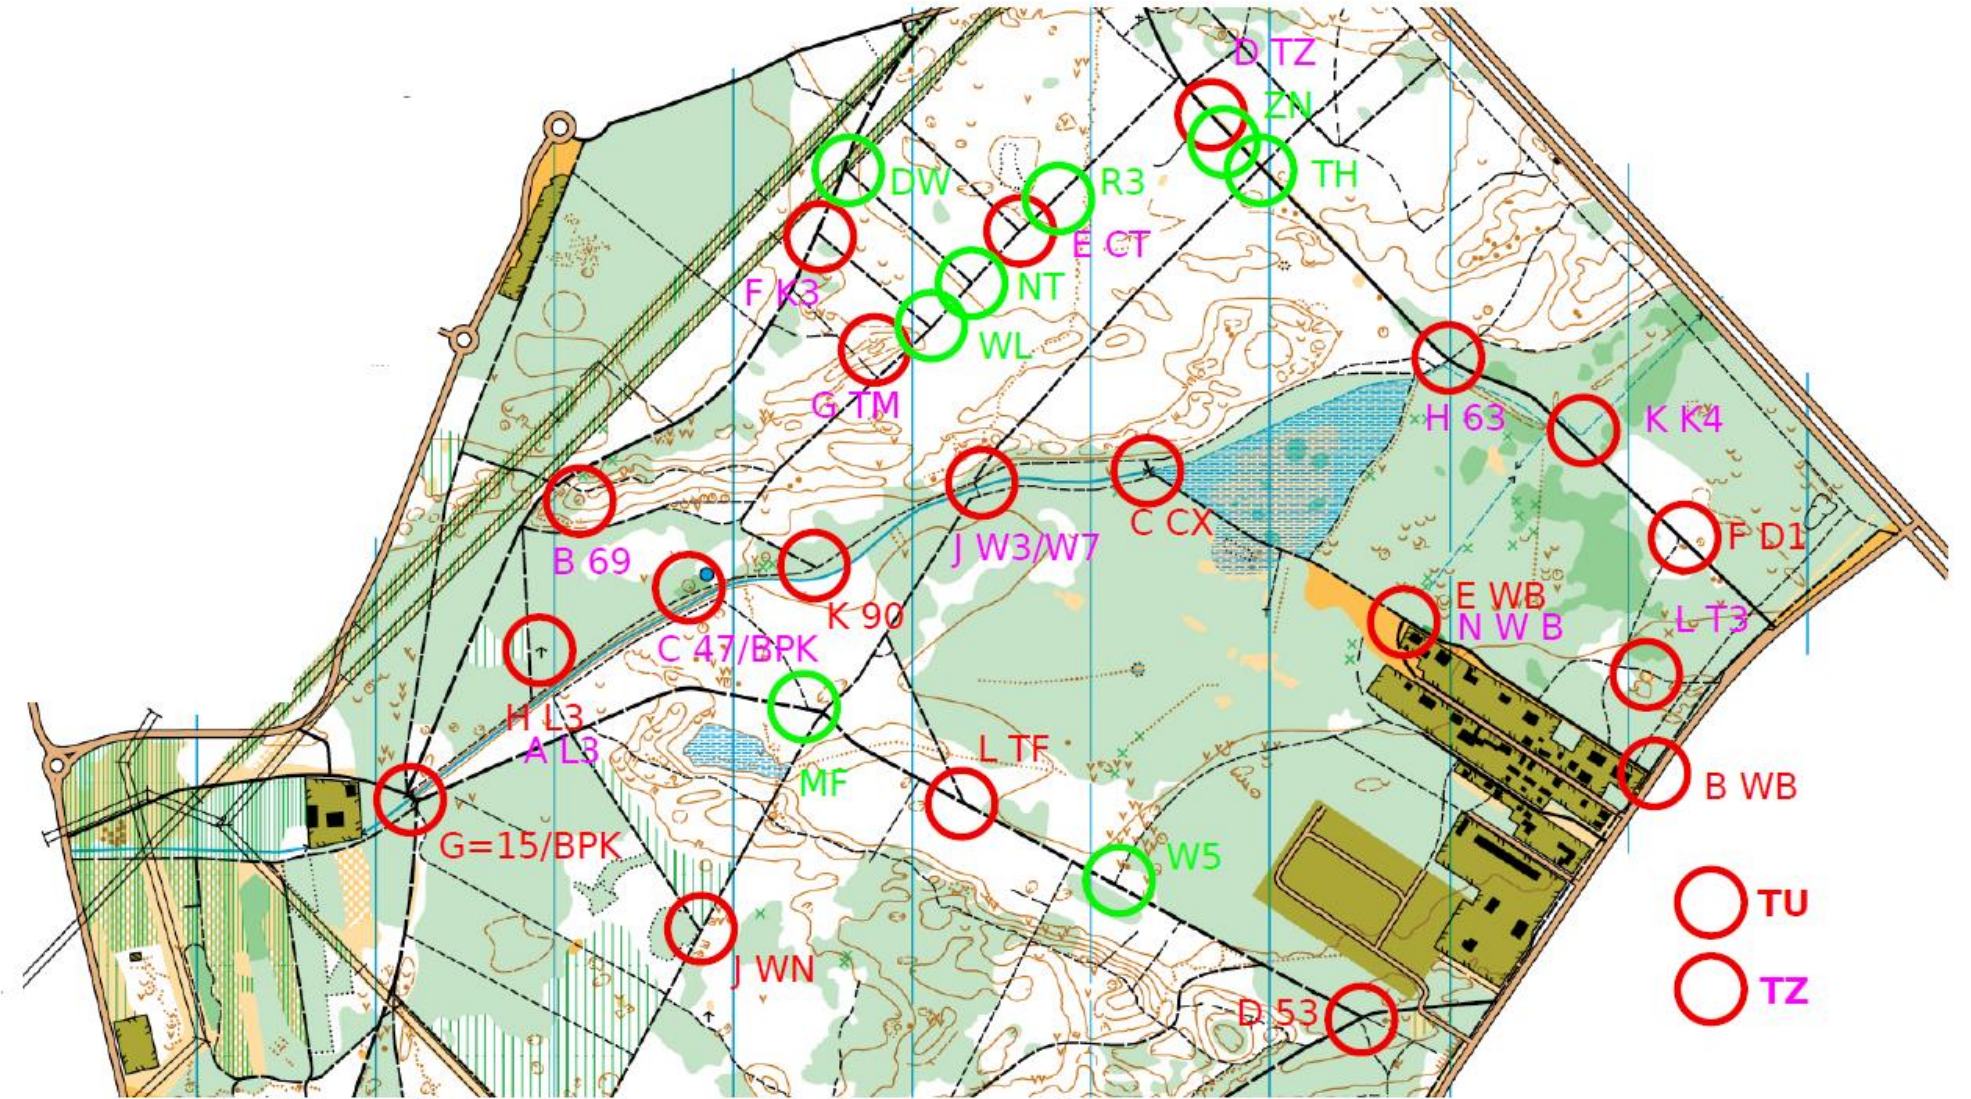 D TZ
ZN
TH
DW
R3
E CT
F K3
NT
WL
G TM
H 63
K K4
B 69
J W3/W7
C CX
F D1
K 90
E WB
N W B
L T3
C 47/BPK
H L3
A L3
L TF
MF
B WB
G=15/BPK
W5
TU
J WN
TZ
D 53